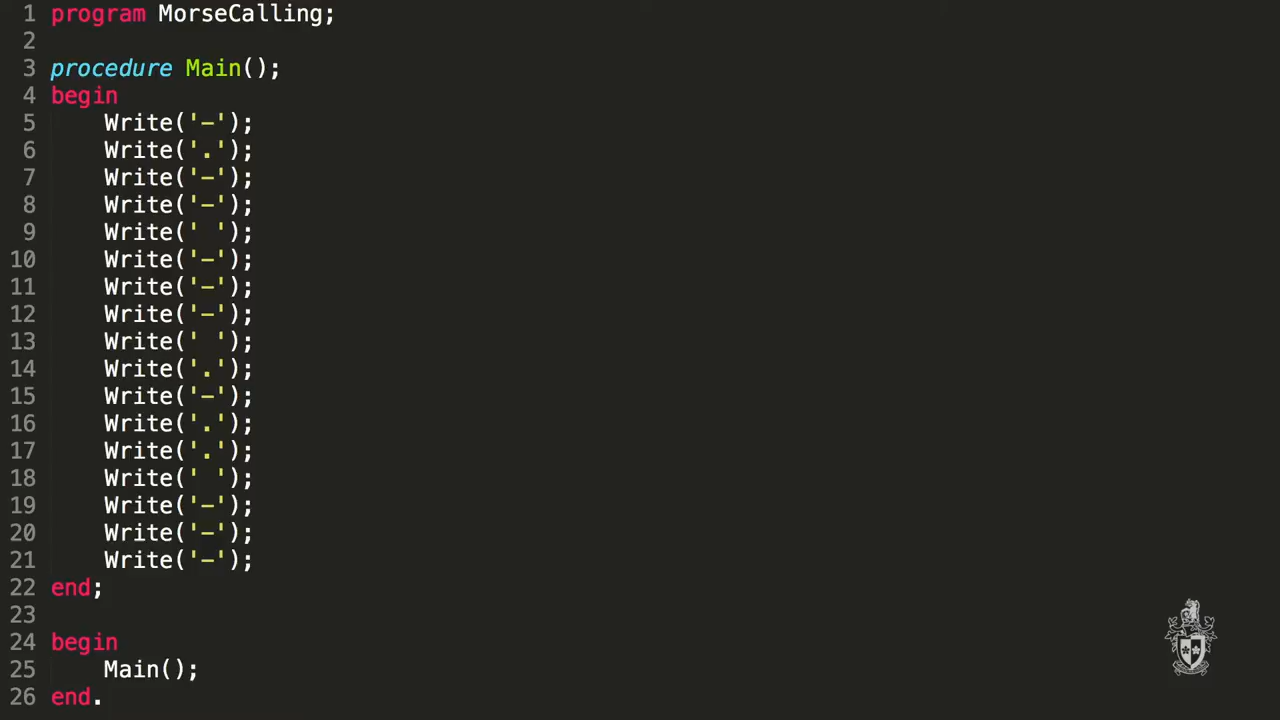 1 program MorseCalling;
2
3 procedure Main();
4 begin
5     Write('-');
6     Write('.');
7     Write('-');
8     Write('-');
9     Write(' ');
10     Write('-');
11     Write('-');
12     Write('-');
13     Write(' ');
14     Write('.');
15     Write('-');
16     Write('.');
17     Write('.');
18     Write(' ');
19     Write('-');
20     Write('-');
21     Write('-');
22 end;
23
24 begin
25     Main();
26 end.